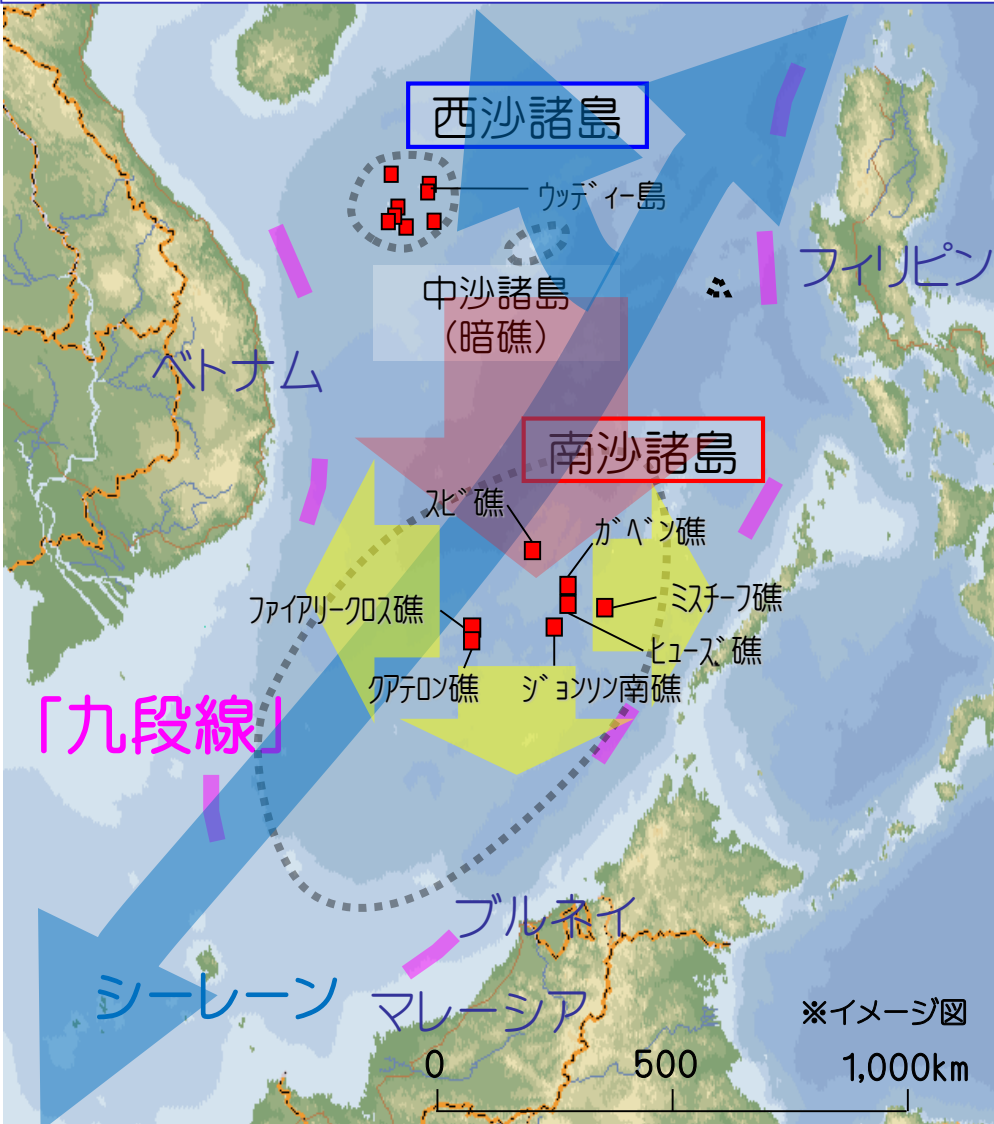 西沙諸島
ウッディー島
フィリピン
中沙諸島
(暗礁)
ベトナム
南沙諸島
スビ礁
ガベン礁
ミスチーフ礁
ファイアリークロス礁
ヒューズ礁
クアテロン礁
ジョンソン南礁
「九段線」
ブルネイ
シーレーン
マレーシア
※イメージ図
0 500 1,000km